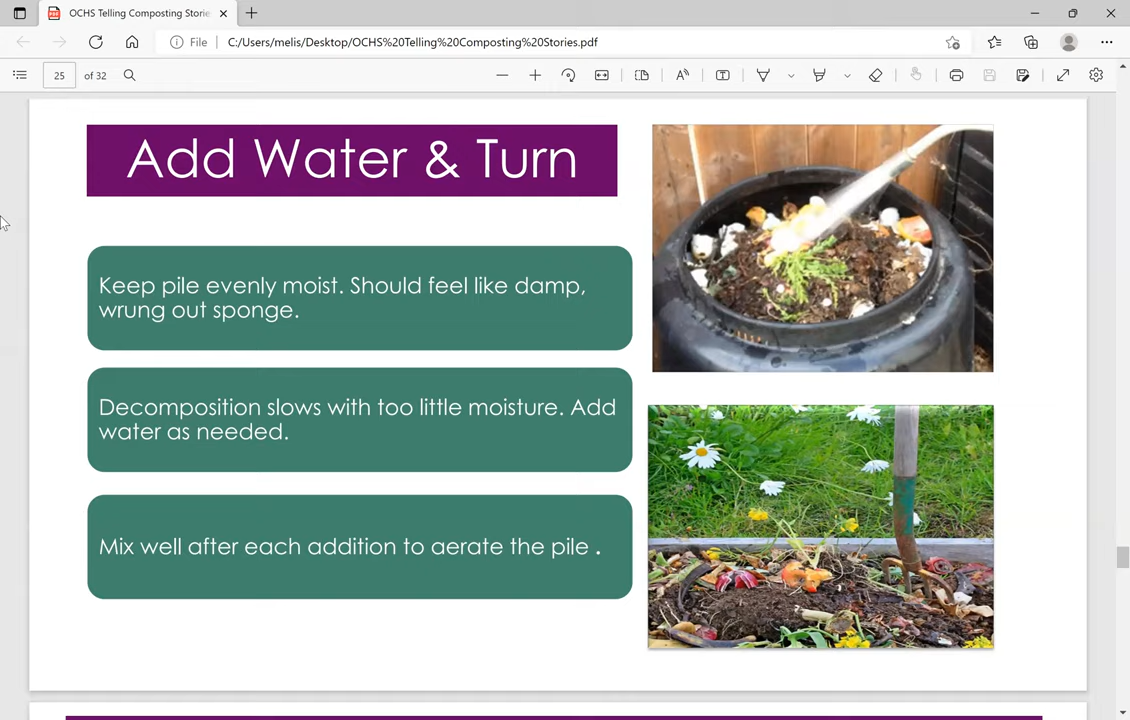 OCHS Telling Composting Storie
File
C:/Users/melis/Desktop/OCHS%20Telling%20Composting%20Stories.pdf
25 of 32
Add Water & Turn
Keep pile evenly moist. Should feel like damp,
wrung out sponge.
Decomposition slows with too little moisture. Add
water as needed.
Mix well after each addition to aerate the pile .